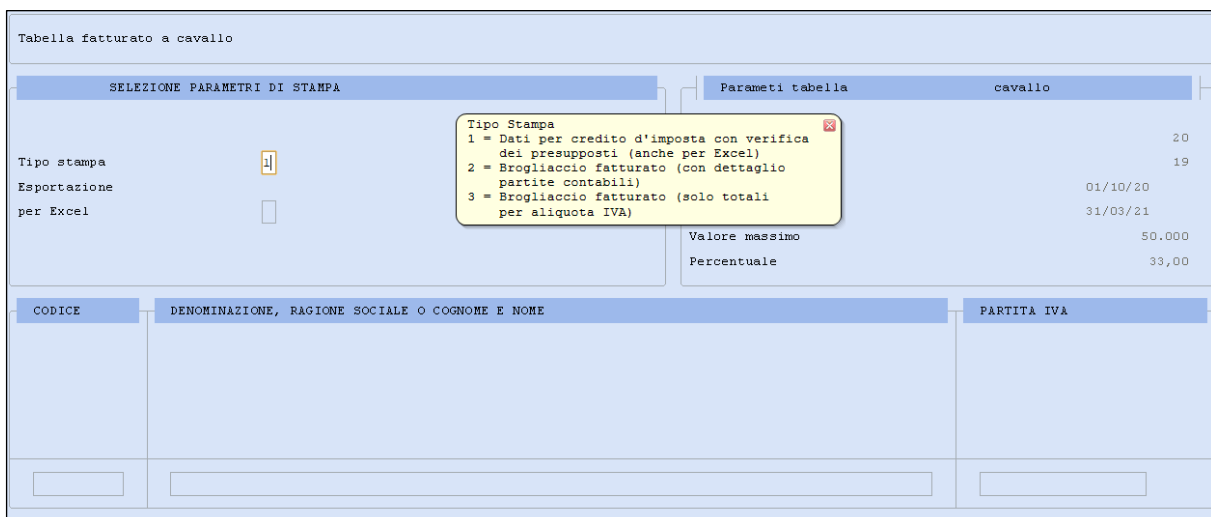 Tabella fatturato a cavallo
SELEZIONE PARAMETRI DI STAMPA
Tipo stampa 1
Esportazione
per Excel
Tipo Stampa
1 = Dati per credito d'imposta con verifica
dei presupposti (anche per Excel)
2 = Brogliaccio fatturato (con dettaglio
partite contabili)
3 = Brogliaccio fatturato (solo totali
per aliquota IVA)
Parameti tabella cavallo
20
19
01/10/20
31/03/21
Valore massimo 50.000
Percentuale 33,00
CODICE DENOMINAZIONE, RAGIONE SOCIALE O COGNOME E NOME PARTITA IVA